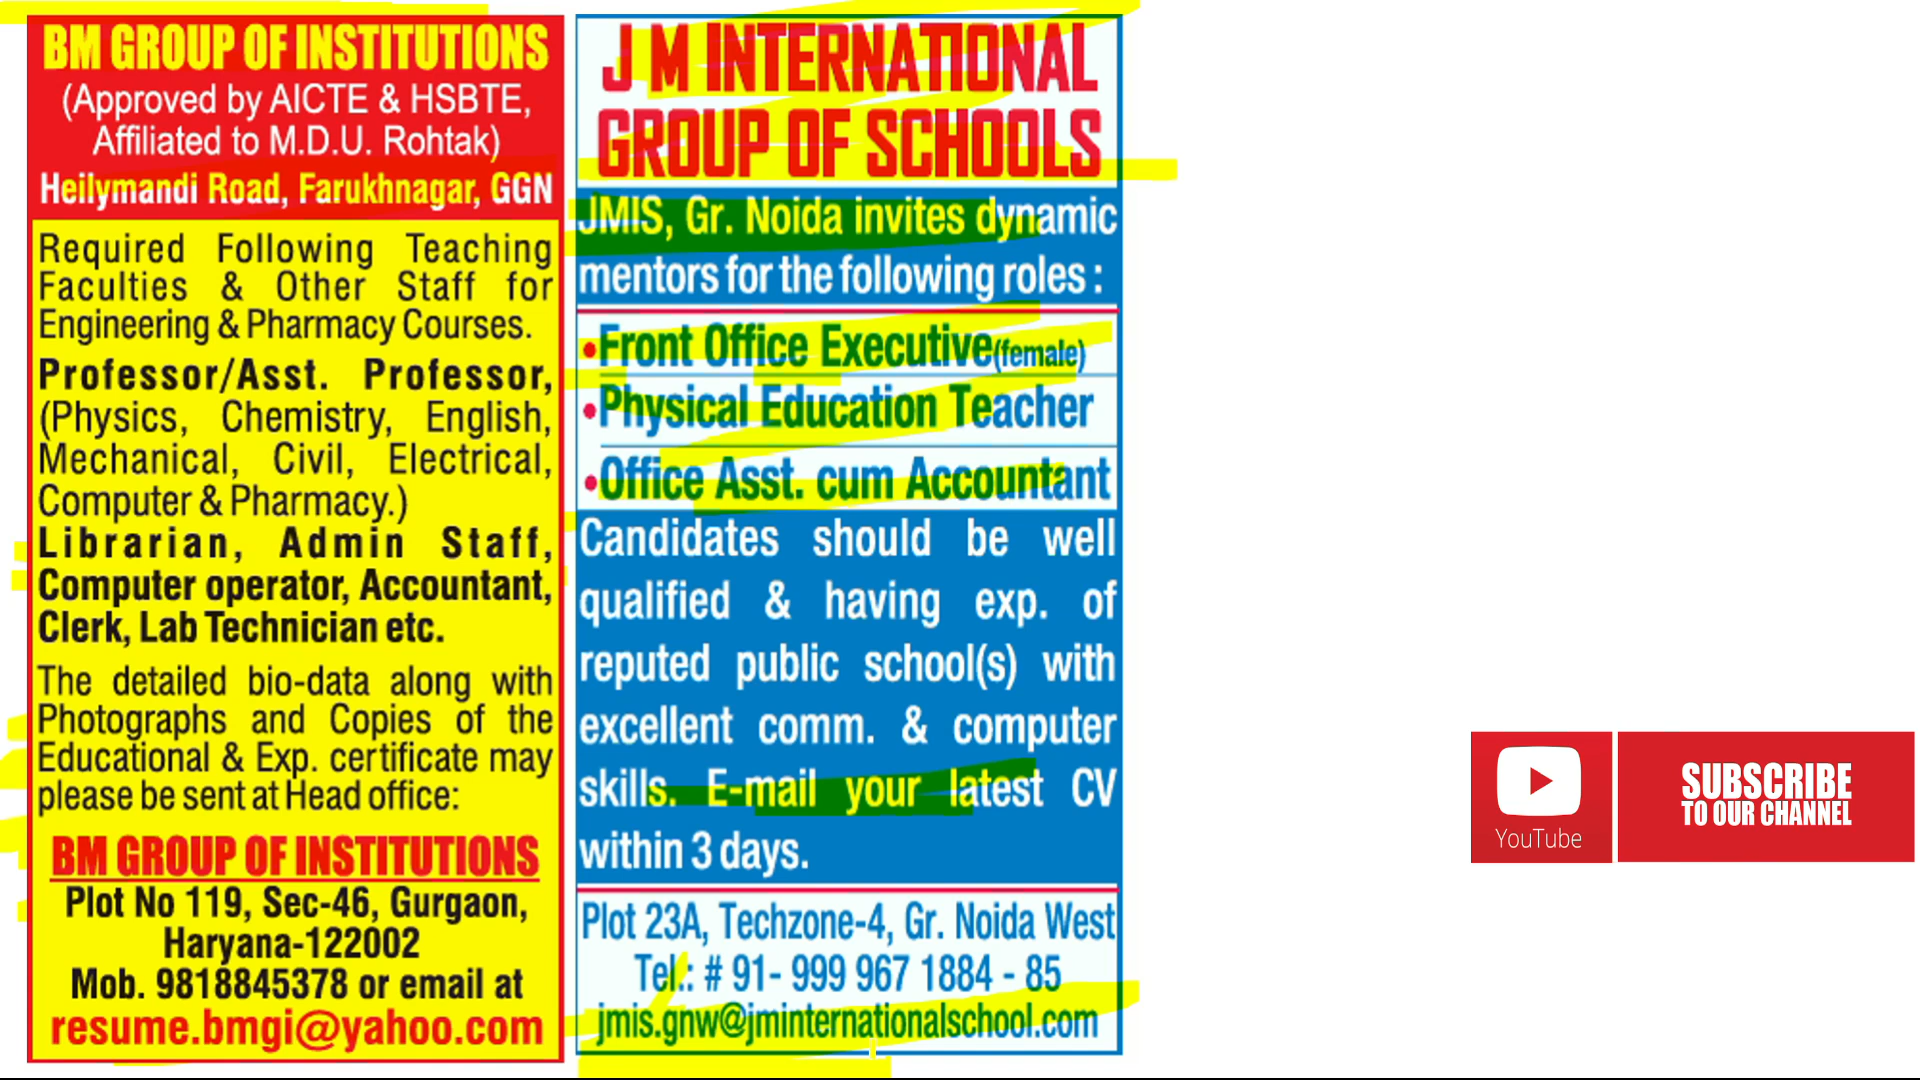 BM GROUP OF INSTITUTIONS
(Approved by AICTE & HSBTE,
Affiliated to M.D.U. Rohtak)
Heilymandi Road, Farukhnagar, GGN
Required Following Teaching
Faculties & Other Staff for
Engineering & Pharmacy Courses.
Professor/Asst. Professor,
(Physics, Chemistry, English,
Mechanical, Civil, Electrical,
Computer & Pharmacy.)
Librarian, Admin Staff,
Computer operator, Accountant,
Clerk, Lab Technician etc.
The detailed bio-data along with
Photographs and Copies of the
Educational & Exp. certificate may
please be sent at Head office:
BM GROUP OF INSTITUTIONS
Plot No 119, Sec-46, Gurgaon,
Haryana-122002
Mob. 9818845378 or email at
resume.bmgi@yahoo.com
J M INTERNATIONAL
GROUP OF SCHOOLS
JMIS, Gr. Noida invites dynamic
mentors for the following roles :
•Front Office Executive(female)
•Physical Education Teacher
•Office Asst. cum Accountant
Candidates should be well
qualified & having exp. of
reputed public school(s) with
excellent comm. & computer
skills. E-mail your latest CV
within 3 days.
Plot 23A, Techzone-4, Gr. Noida West
Tel.: # 91- 999 967 1884 - 85
jmis.gnw@jminternationalschool.com
YouTube
SUBSCRIBE
TO OUR CHANNEL